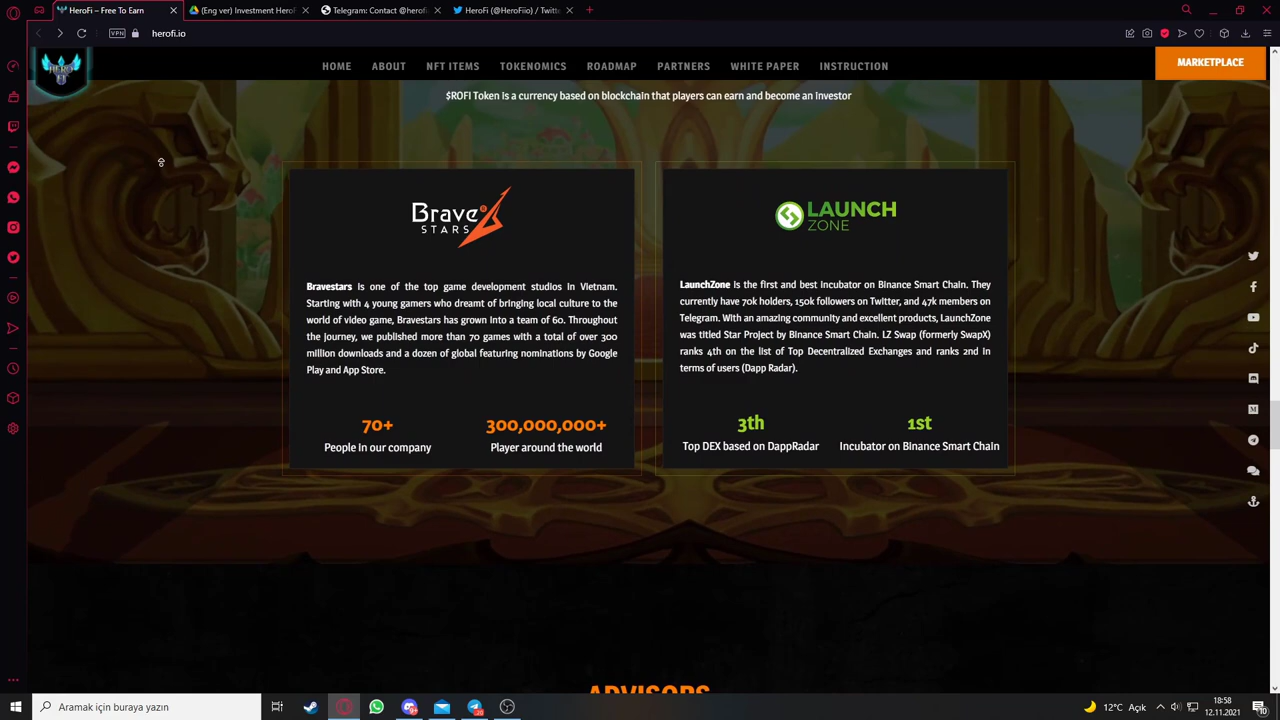 HeroFi – Free To Earn
(Eng ver) Investment HeroF
Telegram: Contact @herofi
HeroFi (@HeroFiio) / Twitte
VPN
herofi.io
HERO FI
HOME
ABOUT
NFT ITEMS
TOKENOMICS
ROADMAP
PARTNERS
WHITE PAPER
INSTRUCTION
MARKETPLACE
$ROFI Token is a currency based on blockchain that players can earn and become an investor
Brave
STARS
Bravestars is one of the top game development studios in Vietnam.
Starting with 4 young gamers who dreamt of bringing local culture to the
world of video game, Bravestars has grown into a team of 60. Throughout
the journey, we published more than 70 games with a total of over 300
million downloads and a dozen of global featuring nominations by Google
Play and App Store.
70+
People in our company
300,000,000+
Player around the world
LAUNCH
ZONE
LaunchZone is the first and best incubator on Binance Smart Chain. They
currently have 70k holders, 150k followers on Twitter, and 47k members on
Telegram. With an amazing community and excellent products, LaunchZone
was titled Star Project by Binance Smart Chain. LZ Swap (formerly SwapX)
ranks 4th on the list of Top Decentralized Exchanges and ranks 2nd in
terms of users (Dapp Radar).
3th
Top DEX based on DappRadar
1st
Incubator on Binance Smart Chain
ADVISORS
Aramak için buraya yazın
12°C Açık
18:58
12.11.2021